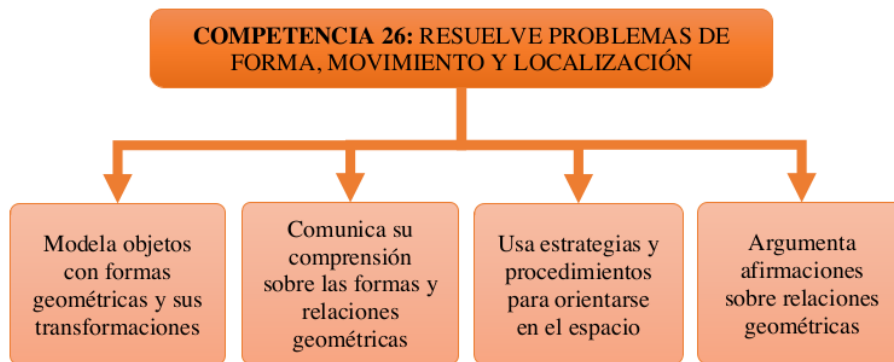 COMPETENCIA 26: RESUELVE PROBLEMAS DE
FORMA, MOVIMIENTO Y LOCALIZACIÓN
Modela objetos
con formas
geométricas y sus
transformaciones
Comunica su
comprensión
sobre las formas y
relaciones
geométricas
Usa estrategias y
procedimientos
para orientarse
en el espacio
Argumenta
afirmaciones
sobre relaciones
geométricas